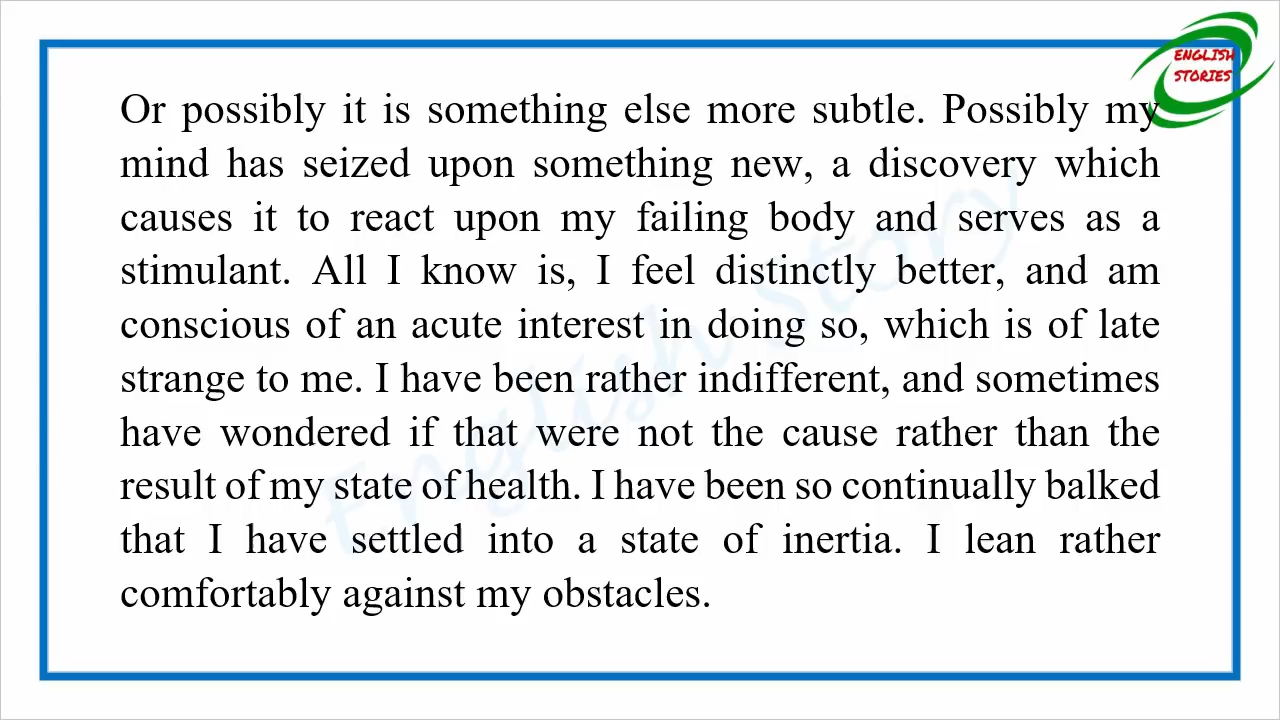 ENGLISH
STORIES
Or possibly it is something else more subtle. Possibly my
mind has seized upon something new, a discovery which
causes it to react upon my failing body and serves as a
stimulant. All I know is, I feel distinctly better, and am
conscious of an acute interest in doing so, which is of late
strange to me. I have been rather indifferent, and sometimes
have wondered if that were not the cause rather than the
result of my state of health. I have been so continually balked
that I have settled into a state of inertia. I lean rather
comfortably against my obstacles.
English Story